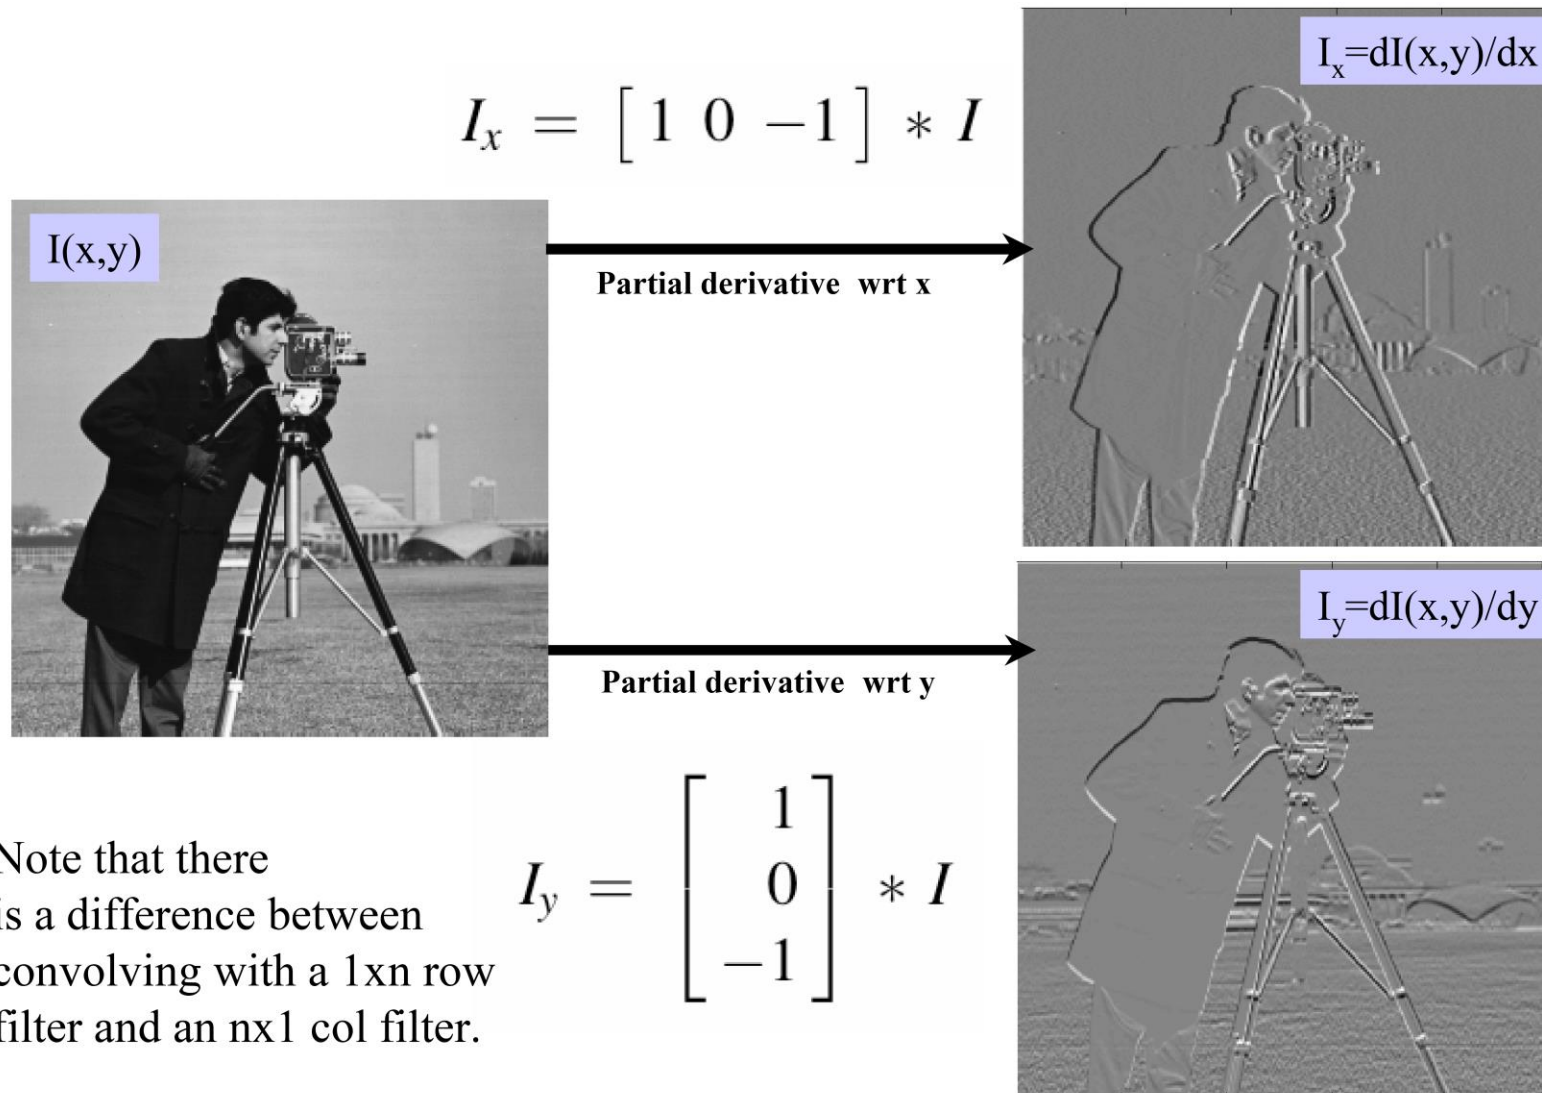 I_x = [ 1 0 −1 ] * I
I_x=dI(x,y)/dx
I(x,y)
Partial derivative wrt x
I_y=dI(x,y)/dy
Partial derivative wrt y
I_y = [ 1
0
−1 ] * I
Note that there
is a difference between
convolving with a 1xn row
filter and an nx1 col filter.